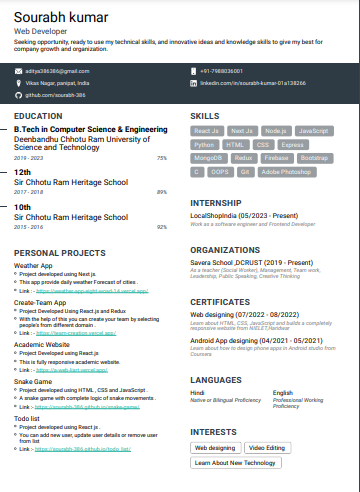 Sourabh kumar
Web Developer
Seeking opportunity, ready to use my technical skills, and innovative ideas and knowledge skills to give my best for
company growth and organization.
aditya386386@gmail.com
+91-7988036001
Vikas Nagar, panipat, India
linkedin.com/in/sourabh-kumar-01a138266
github.com/sourabh-386
EDUCATION
B.Tech in Computer Science & Engineering
Deenbandhu Chhotu Ram University of
Science and Technology
2019 - 2023 75%
12th
Sir Chhotu Ram Heritage School
2017 - 2018 89%
10th
Sir Chhotu Ram Heritage School
2015 - 2016 92%
PERSONAL PROJECTS
Weather App
Project developed using Next js.
This app provide daily weather Forecast of cities .
Link : -
Create-Team App
Project Developed Using React js and Redux
With the help of this you can create your team by selecting
people's from different domain .
Link : - https://team-creation.vercel.app/
Academic Website
Project developed using React js
This is fully responsive academic website.
Link : -
Snake Game
Project developed using HTML , CSS and JavaScript .
A snake game with complete logic of snake movements .
Link :- https://sourabh-386.github.io/snake-game/
Todo list
Project developed using React js .
You can add new user, update user details or remove user
from list
Link :- https://sourabh-386.github.io/todo_list/
SKILLS
React Js Next Js Node.js JavaScript
Python HTML CSS Express
MongoDB Redux Firebase Bootstrap
C OOPS Git Adobe Photoshop
INTERNSHIP
LocalShopIndia (05/2023 - Present)
Work as a software engineer and Frontend Developer
ORGANIZATIONS
Savera School_DCRUST (2019 - Present)
As a teacher (Social Worker), Management, Team work,
Leadership, Public Speaking, Creative Thinking
CERTIFICATES
Web designing (07/2022 - 08/2022)
Learn about HTML, CSS, JavaScript and builds a completely
responsive website from NIELET,Haridwar
Android App designing (04/2021 - 05/2021)
Learn about how to design phone apps in Android studio from
Coursera
LANGUAGES
Hindi
Native or Bilingual Proficiency
English
Professional Working
Proficiency
INTERESTS
Web designing Video Editing
Learn About New Technology